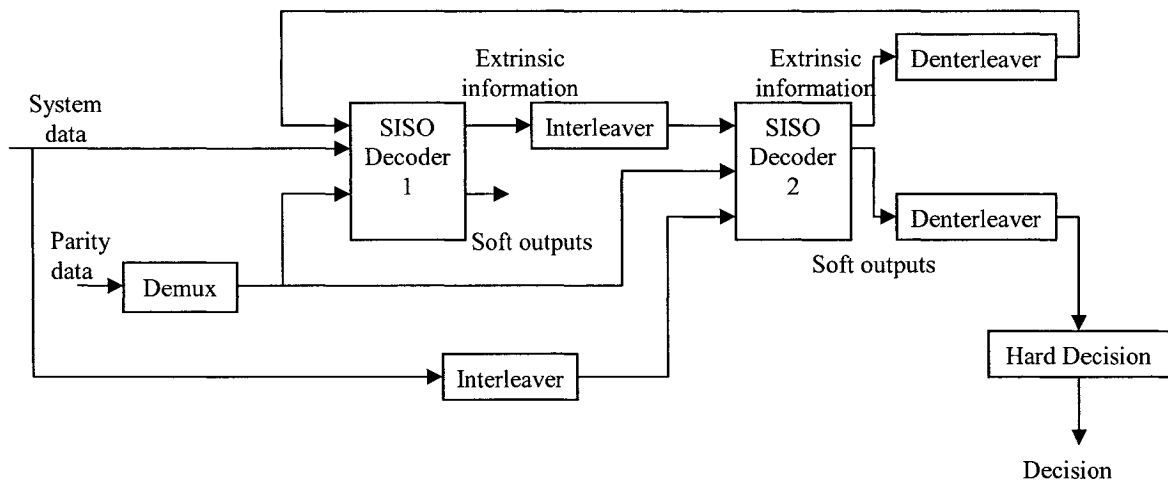 Extrinsic
information
Extrinsic
information
Denterleaver
System
data
SISO
Decoder
1
Interleaver
SISO
Decoder
2
Soft outputs
Denterleaver
Soft outputs
Parity
data
Demux
Interleaver
Hard Decision
Decision